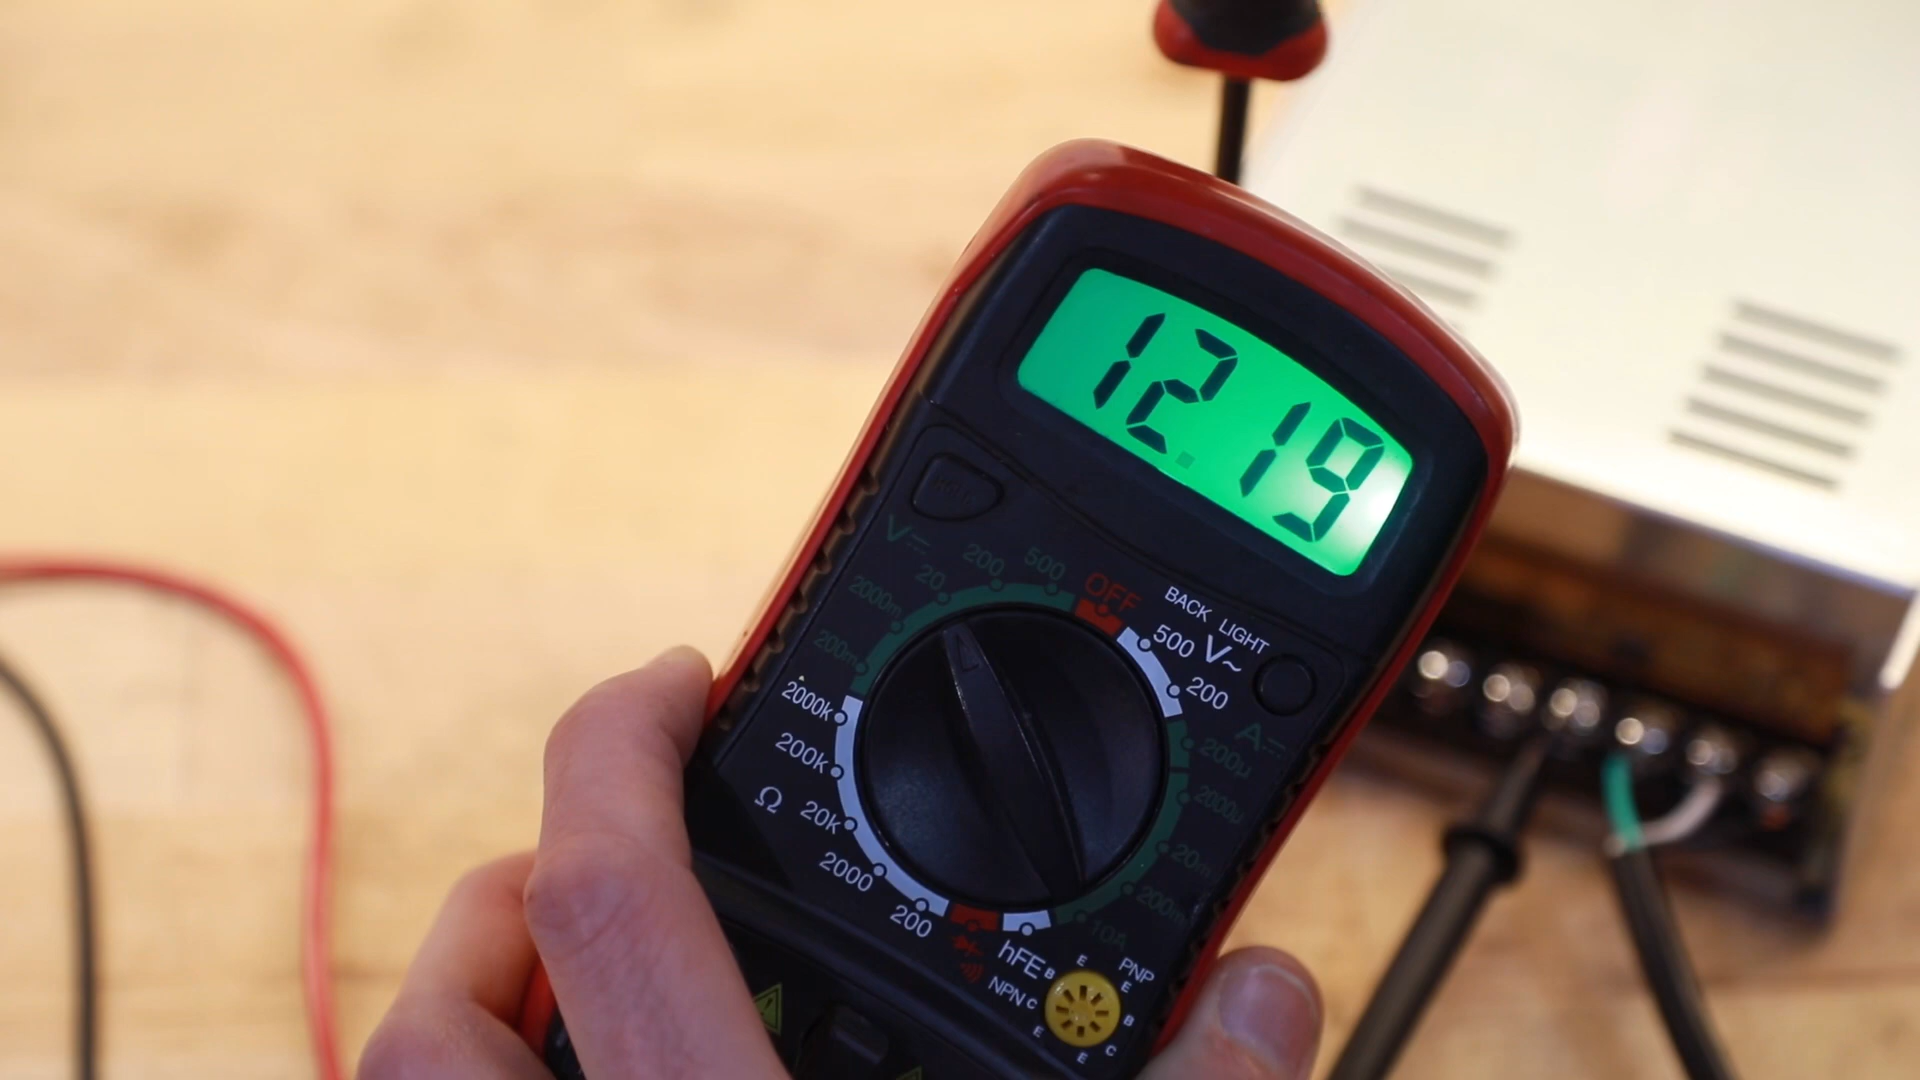 12.19
V⎓
200
500
OFF
BACK LIGHT
20
2000m
500
V~
200m
200
2000k
A⎓
200µ
200k
2000µ
Ω
20k
20m
2000
200m
200
10A
hFE
E
PNP
B
E
NPN
C
B
E
E
C